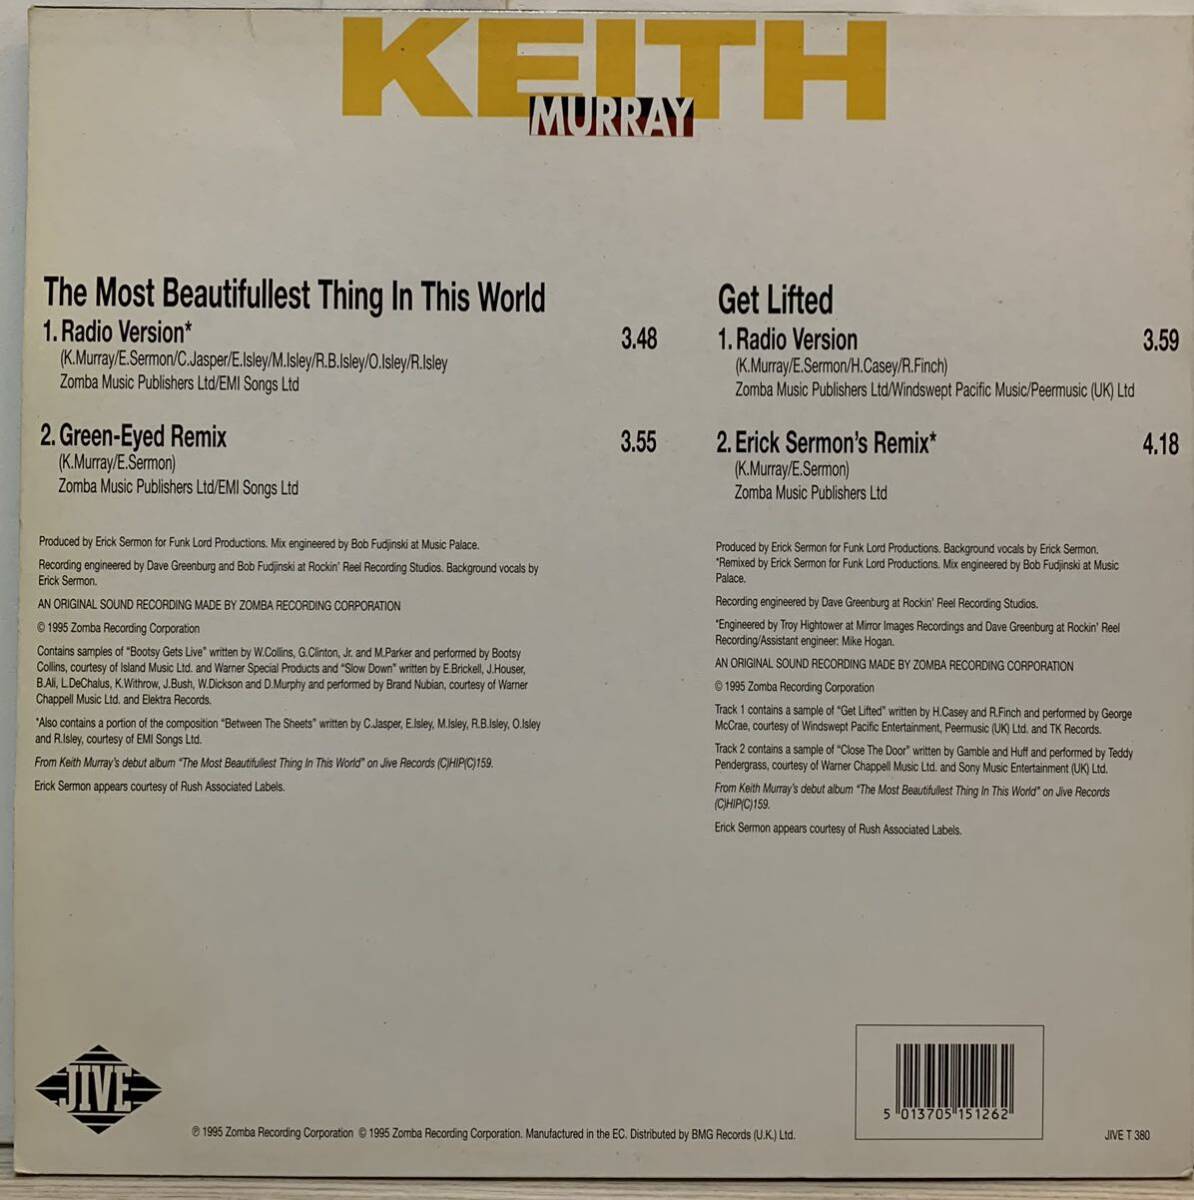 KEITH
MURRAY
The Most Beautifullest Thing In This World
1. Radio Version* 3.48
(K.Murray/E.Sermon/C.Jasper/E.Isley/M.Isley/R.B.Isley/O.Isley/R.Isley
Zomba Music Publishers Ltd/EMI Songs Ltd
2. Green-Eyed Remix 3.55
(K.Murray/E.Sermon)
Zomba Music Publishers Ltd/EMI Songs Ltd
Produced by Erick Sermon for Funk Lord Productions. Mix engineered by Bob Fudjinski at Music Palace.
Recording engineered by Dave Greenburg and Bob Fudjinski at Rockin' Reel Recording Studios. Background vocals by
Erick Sermon.
AN ORIGINAL SOUND RECORDING MADE BY ZOMBA RECORDING CORPORATION
© 1995 Zomba Recording Corporation
Contains samples of "Bootsy Gets Live" written by W.Collins, G.Clinton, Jr. and M.Parker and performed by Bootsy
Collins, courtesy of Island Music Ltd. and Warner Special Products and "Slow Down" written by E.Brickell, J.Houser,
B.Ali, L.DeChalus, K.Withrow, J.Bush, W.Dickson and D.Murphy and performed by Brand Nubian, courtesy of Warner
Chappell Music Ltd. and Elektra Records.
*Also contains a portion of the composition "Between The Sheets" written by C.Jasper, E.Isley, M.Isley, R.B.Isley, O.Isley
and R.Isley, courtesy of EMI Songs Ltd.
From Keith Murray's debut album "The Most Beautifullest Thing In This World" on Jive Records (C)HIP(C)159.
Erick Sermon appears courtesy of Rush Associated Labels.
Get Lifted
1. Radio Version 3.59
(K.Murray/E.Sermon/H.Casey/R.Finch)
Zomba Music Publishers Ltd/Windswept Pacific Music/Peermusic (UK) Ltd
2. Erick Sermon's Remix* 4.18
(K.Murray/E.Sermon)
Zomba Music Publishers Ltd
Produced by Erick Sermon for Funk Lord Productions. Background vocals by Erick Sermon.
*Remixed by Erick Sermon for Funk Lord Productions. Mix engineered by Bob Fudjinski at Music
Palace.
Recording engineered by Dave Greenburg at Rockin' Reel Recording Studios.
*Engineered by Troy Hightower at Mirror Images Recordings and Dave Greenburg at Rockin' Reel
Recording/Assistant engineer: Mike Hogan.
AN ORIGINAL SOUND RECORDING MADE BY ZOMBA RECORDING CORPORATION
© 1995 Zomba Recording Corporation
Track 1 contains a sample of "Get Lifted" written by H.Casey and R.Finch and performed by George
McCrae, courtesy of Windswept Pacific Entertainment, Peermusic (UK) Ltd. and TK Records.
Track 2 contains a sample of "Close The Door" written by Gamble and Huff and performed by Teddy
Pendergrass, courtesy of Warner Chappell Music Ltd. and Sony Music Entertainment (UK) Ltd.
From Keith Murray's debut album "The Most Beautifullest Thing In This World" on Jive Records
(C)HIP(C)159.
Erick Sermon appears courtesy of Rush Associated Labels.
JIVE
℗ 1995 Zomba Recording Corporation © 1995 Zomba Recording Corporation. Manufactured in the EC. Distributed by BMG Records (U.K.) Ltd.
5 013705 151262
JIVE T 380